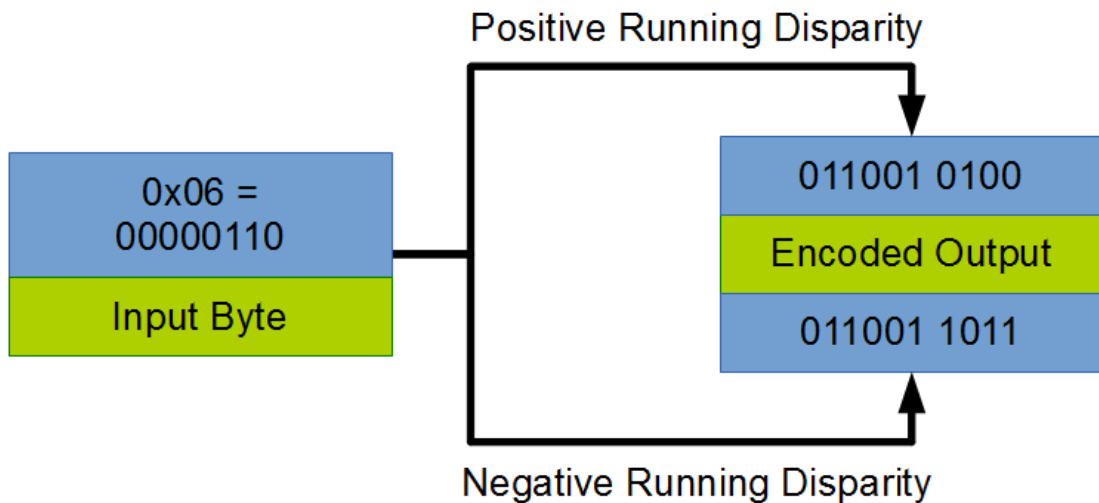 Positive Running Disparity
0x06 =
00000110
Input Byte
011001 0100
Encoded Output
011001 1011
Negative Running Disparity